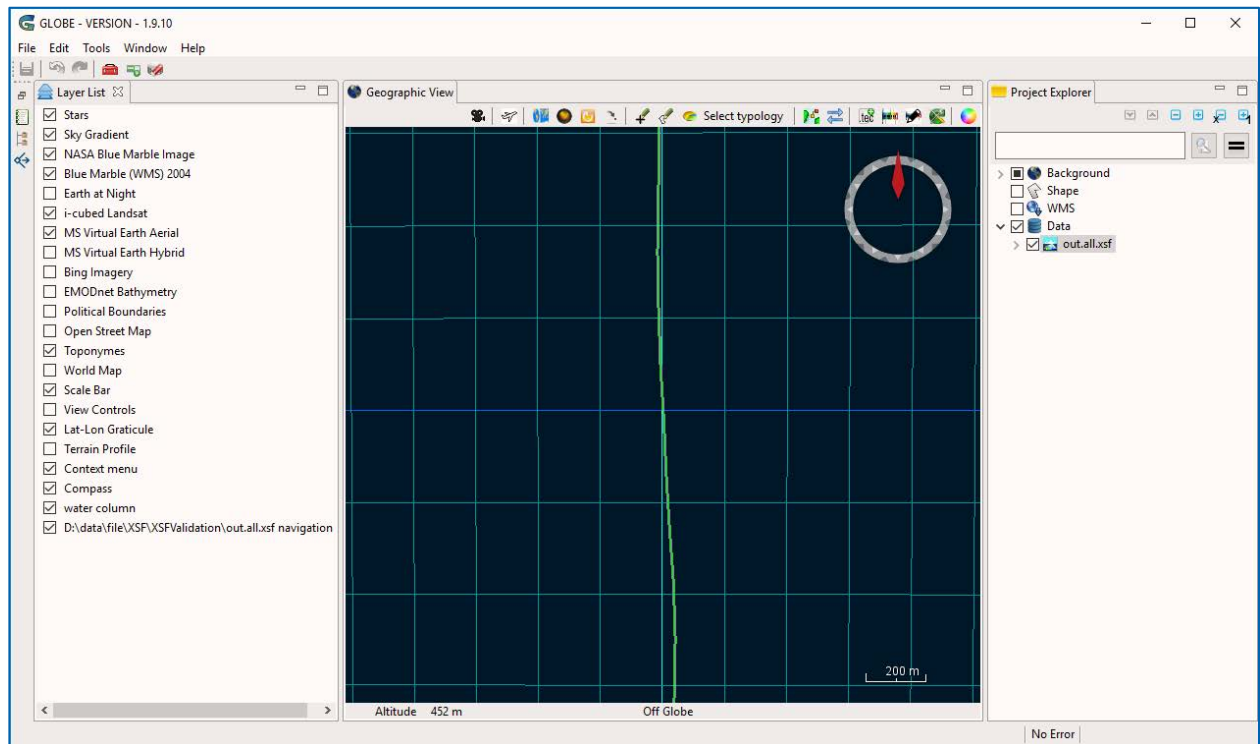 GLOBE - VERSION - 1.9.10
File Edit Tools Window Help
Layer List
Stars
Sky Gradient
NASA Blue Marble Image
Blue Marble (WMS) 2004
Earth at Night
i-cubed Landsat
MS Virtual Earth Aerial
MS Virtual Earth Hybrid
Bing Imagery
EMODnet Bathymetry
Political Boundaries
Open Street Map
Toponymes
World Map
Scale Bar
View Controls
Lat-Lon Graticule
Terrain Profile
Context menu
Compass
water column
D:\data\file\XSF\XSFValidation\out.all.xsf navigation
Geographic View
Select typology
200 m
Altitude 452 m Off Globe
Project Explorer
Background
Shape
WMS
Data
out.all.xsf
No Error